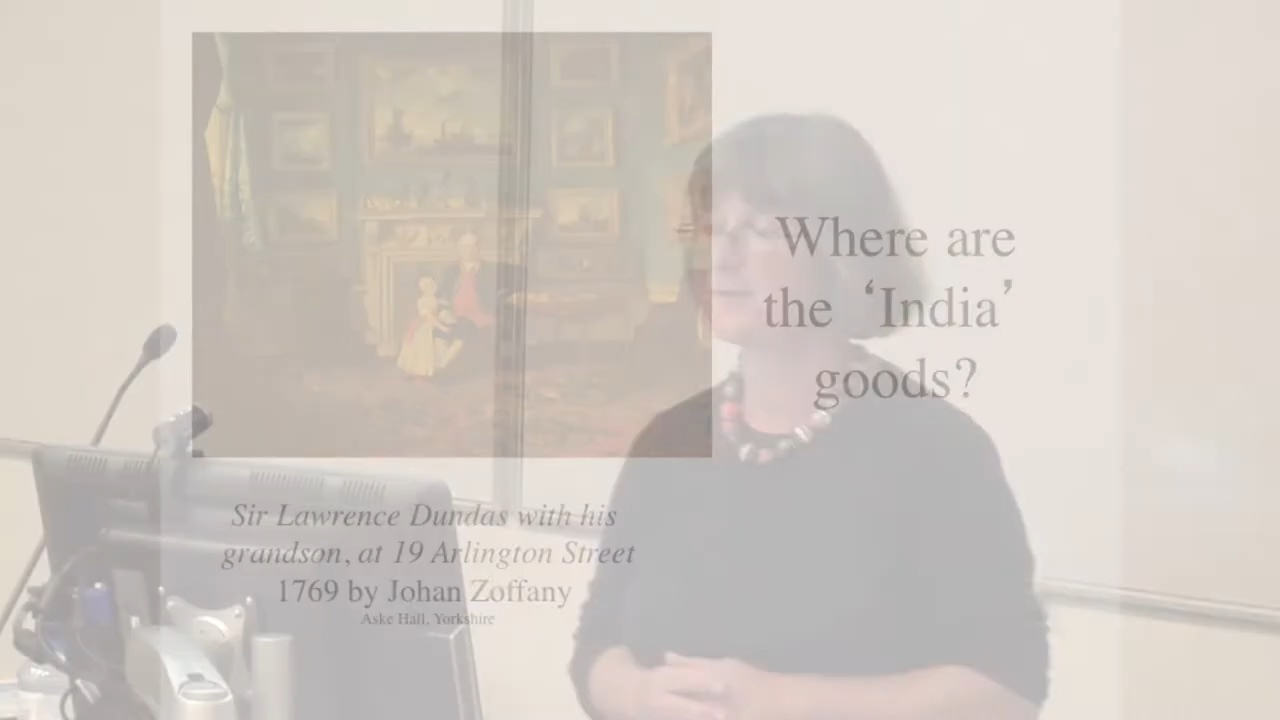 Where are
the ‘India’
goods?
Sir Lawrence Dundas with his
grandson, at 19 Arlington Street
1769 by Johan Zoffany
Aske Hall, Yorkshire